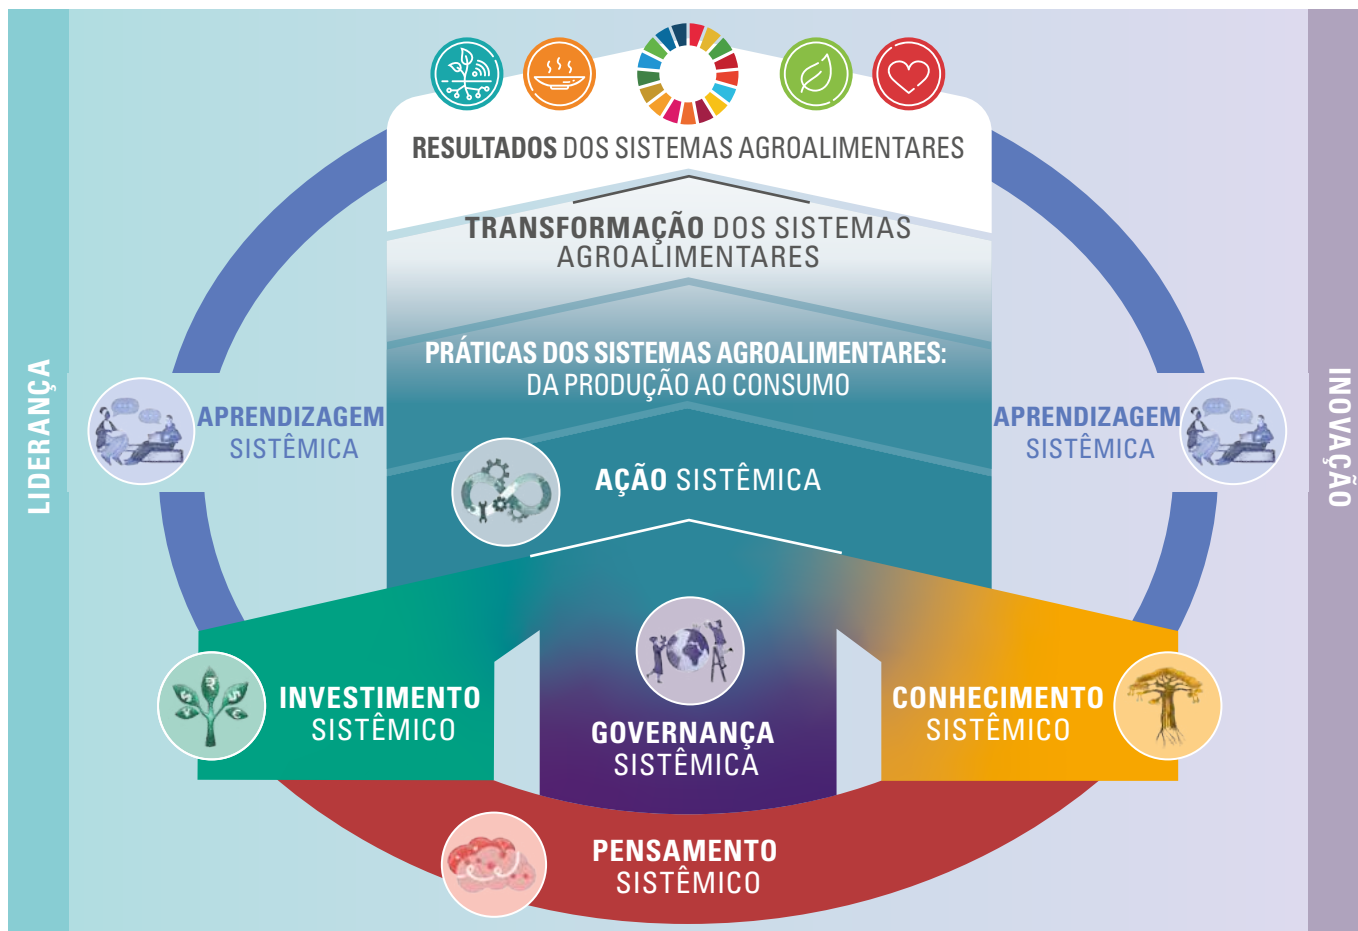 RESULTADOS DOS SISTEMAS AGROALIMENTARES
TRANSFORMAÇÃO DOS SISTEMAS
AGROALIMENTARES
PRÁTICAS DOS SISTEMAS AGROALIMENTARES:
DA PRODUÇÃO AO CONSUMO
LIDERANÇA
APRENDIZAGEM
SISTÊMICA
APRENDIZAGEM
SISTÊMICA
INOVAÇÃO
AÇÃO SISTÊMICA
INVESTIMENTO
SISTÊMICO
GOVERNANÇA
SISTÊMICA
CONHECIMENTO
SISTÊMICO
PENSAMENTO
SISTÊMICO